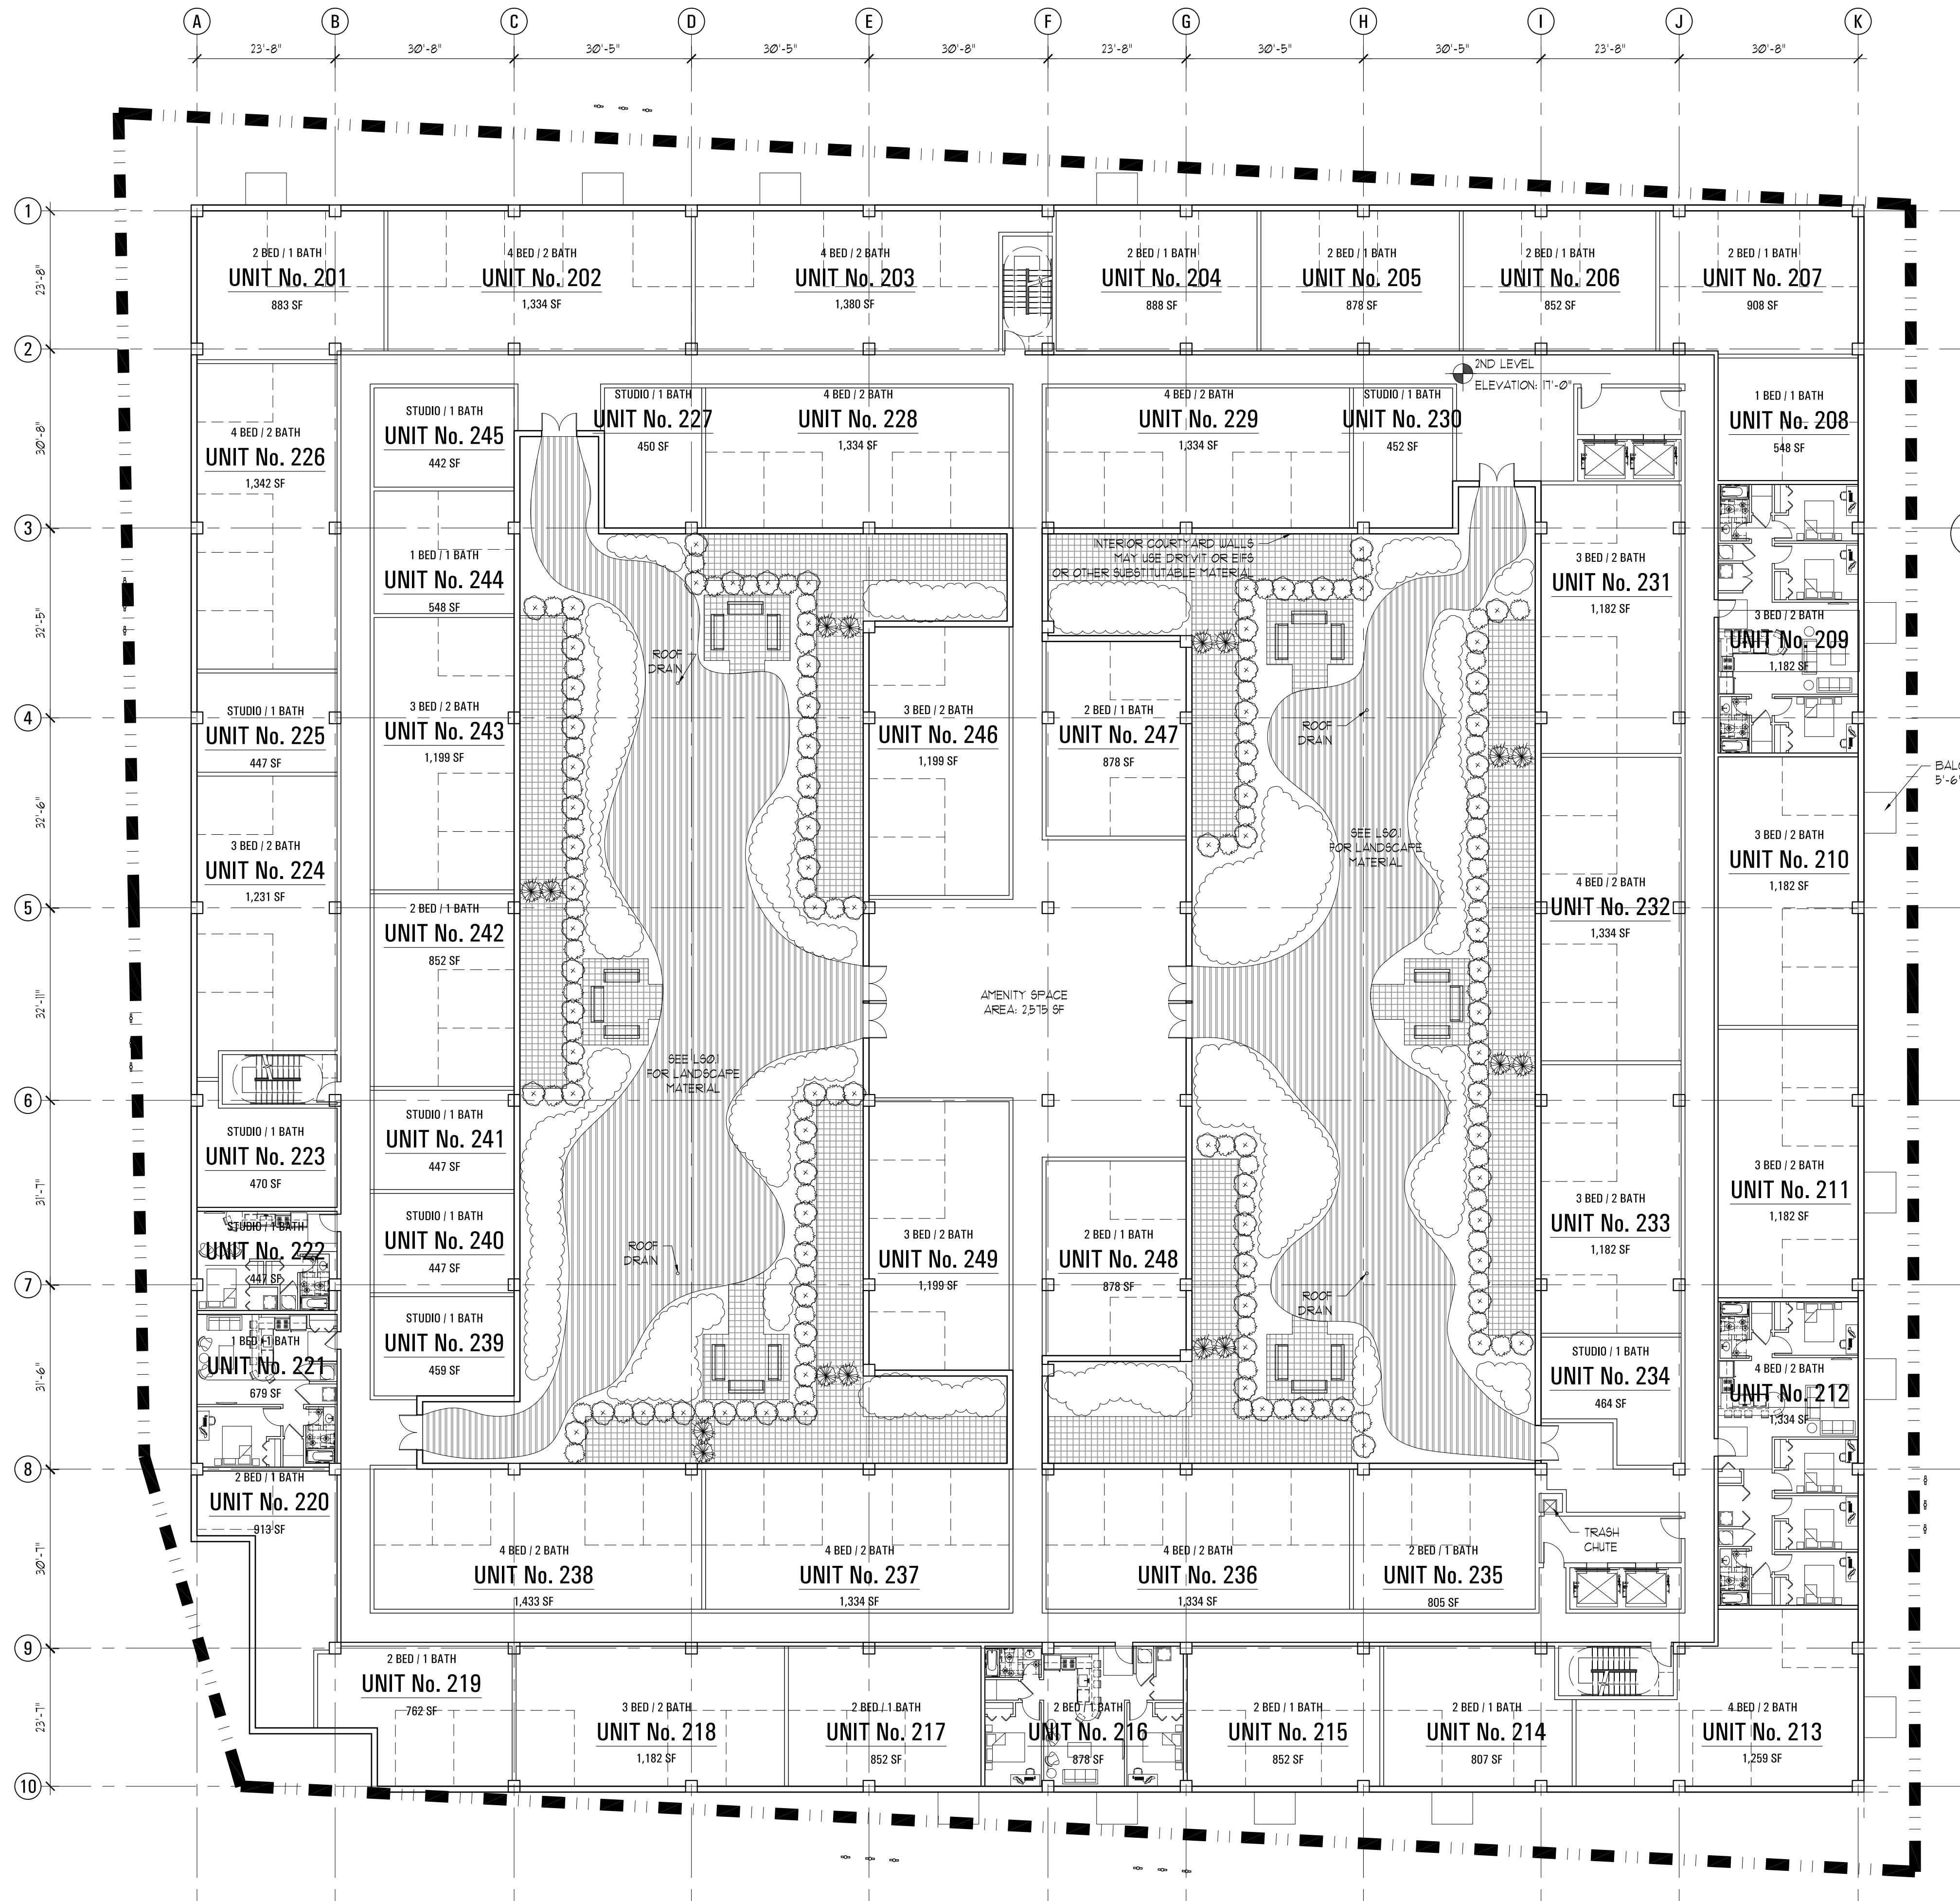 A B C D E F G H I J K
23'-8" 30'-8" 30'-5" 30'-5" 30'-8" 23'-8" 30'-5" 30'-5" 23'-8" 30'-8"
1
23'-8"
2
30'-8"
3
32'-5"
4
32'-6"
5
32'-11"
6
31'-7"
7
31'-6"
8
30'-7"
9
23'-7"
10
2 BED / 1 BATH
UNIT No. 201
883 SF
4 BED / 2 BATH
UNIT No. 202
1,334 SF
4 BED / 2 BATH
UNIT No. 203
1,380 SF
2 BED / 1 BATH
UNIT No. 204
888 SF
2 BED / 1 BATH
UNIT No. 205
878 SF
2 BED / 1 BATH
UNIT No. 206
852 SF
2 BED / 1 BATH
UNIT No. 207
908 SF
2ND LEVEL
ELEVATION: 17'-0"
4 BED / 2 BATH
UNIT No. 226
1,342 SF
STUDIO / 1 BATH
UNIT No. 245
442 SF
STUDIO / 1 BATH
UNIT No. 227
450 SF
4 BED / 2 BATH
UNIT No. 228
1,334 SF
4 BED / 2 BATH
UNIT No. 229
1,334 SF
STUDIO / 1 BATH
UNIT No. 230
452 SF
1 BED / 1 BATH
UNIT No. 208
548 SF
1 BED / 1 BATH
UNIT No. 244
548 SF
INTERIOR COURTYARD WALLS
MAY USE DRYVIT OR EIFS
OR OTHER SUBSTITUTABLE MATERIAL
3 BED / 2 BATH
UNIT No. 231
1,182 SF
3 BED / 2 BATH
UNIT No. 209
1,182 SF
ROOF
DRAIN
STUDIO / 1 BATH
UNIT No. 225
447 SF
3 BED / 2 BATH
UNIT No. 243
1,199 SF
3 BED / 2 BATH
UNIT No. 246
1,199 SF
2 BED / 1 BATH
UNIT No. 247
878 SF
ROOF
DRAIN
3 BED / 2 BATH
UNIT No. 224
1,231 SF
SEE LS0.1
FOR LANDSCAPE
MATERIAL
3 BED / 2 BATH
UNIT No. 210
1,182 SF
2 BED / 1 BATH
UNIT No. 242
852 SF
4 BED / 2 BATH
UNIT No. 232
1,334 SF
AMENITY SPACE
AREA: 2,575 SF
SEE LS0.1
FOR LANDSCAPE
MATERIAL
STUDIO / 1 BATH
UNIT No. 223
470 SF
STUDIO / 1 BATH
UNIT No. 241
447 SF
3 BED / 2 BATH
UNIT No. 211
1,182 SF
STUDIO / 1 BATH
UNIT No. 222
447 SF
STUDIO / 1 BATH
UNIT No. 240
447 SF
ROOF
DRAIN
3 BED / 2 BATH
UNIT No. 249
1,199 SF
2 BED / 1 BATH
UNIT No. 248
878 SF
ROOF
DRAIN
3 BED / 2 BATH
UNIT No. 233
1,182 SF
1 BED / 1 BATH
UNIT No. 221
679 SF
STUDIO / 1 BATH
UNIT No. 239
459 SF
STUDIO / 1 BATH
UNIT No. 234
464 SF
4 BED / 2 BATH
UNIT No. 212
1,334 SF
2 BED / 1 BATH
UNIT No. 220
913 SF
4 BED / 2 BATH
UNIT No. 238
1,433 SF
4 BED / 2 BATH
UNIT No. 237
1,334 SF
4 BED / 2 BATH
UNIT No. 236
1,334 SF
2 BED / 1 BATH
UNIT No. 235
805 SF
TRASH
CHUTE
2 BED / 1 BATH
UNIT No. 219
762 SF
3 BED / 2 BATH
UNIT No. 218
1,182 SF
2 BED / 1 BATH
UNIT No. 217
852 SF
2 BED / 1 BATH
UNIT No. 216
878 SF
2 BED / 1 BATH
UNIT No. 215
852 SF
2 BED / 1 BATH
UNIT No. 214
807 SF
4 BED / 2 BATH
UNIT No. 213
1,259 SF